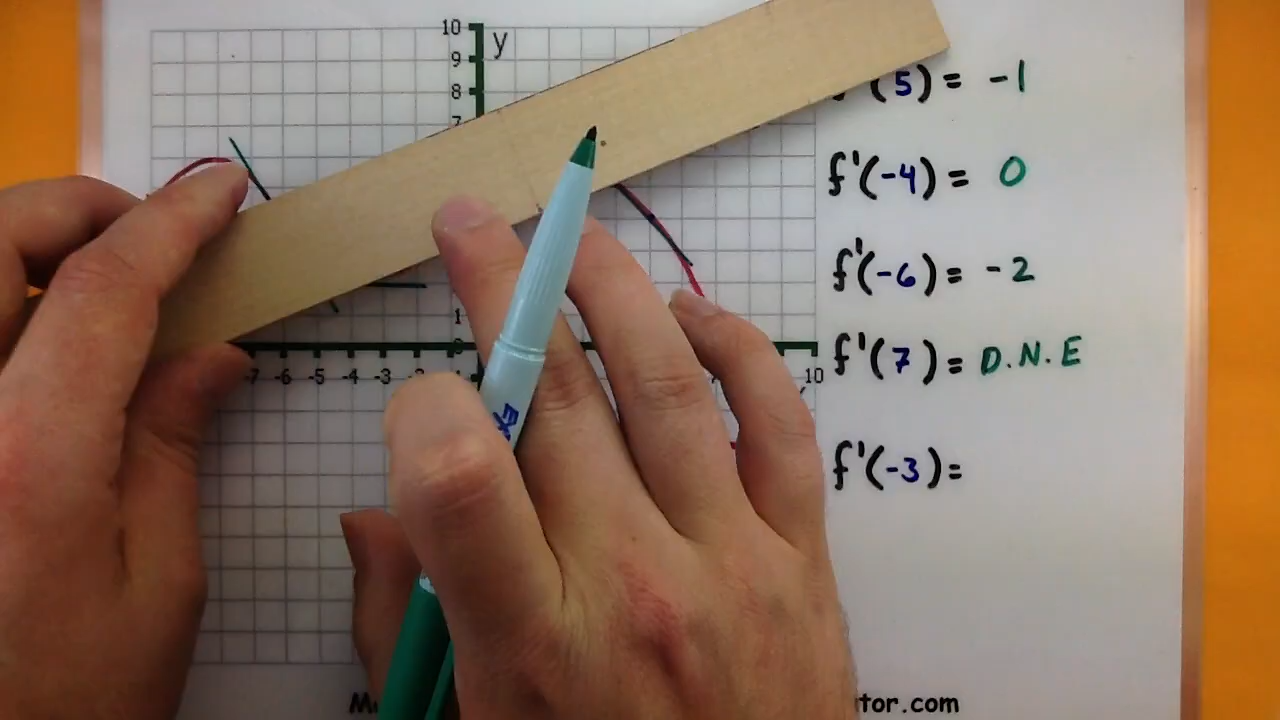 10 y
9
8
7
(5) = -1
f'(-4) = 0
f'(-6) = -2
1
f'(7) = D.N.E
-7 -6 -5 -4 -3 10
f'(-3) =
tor.com